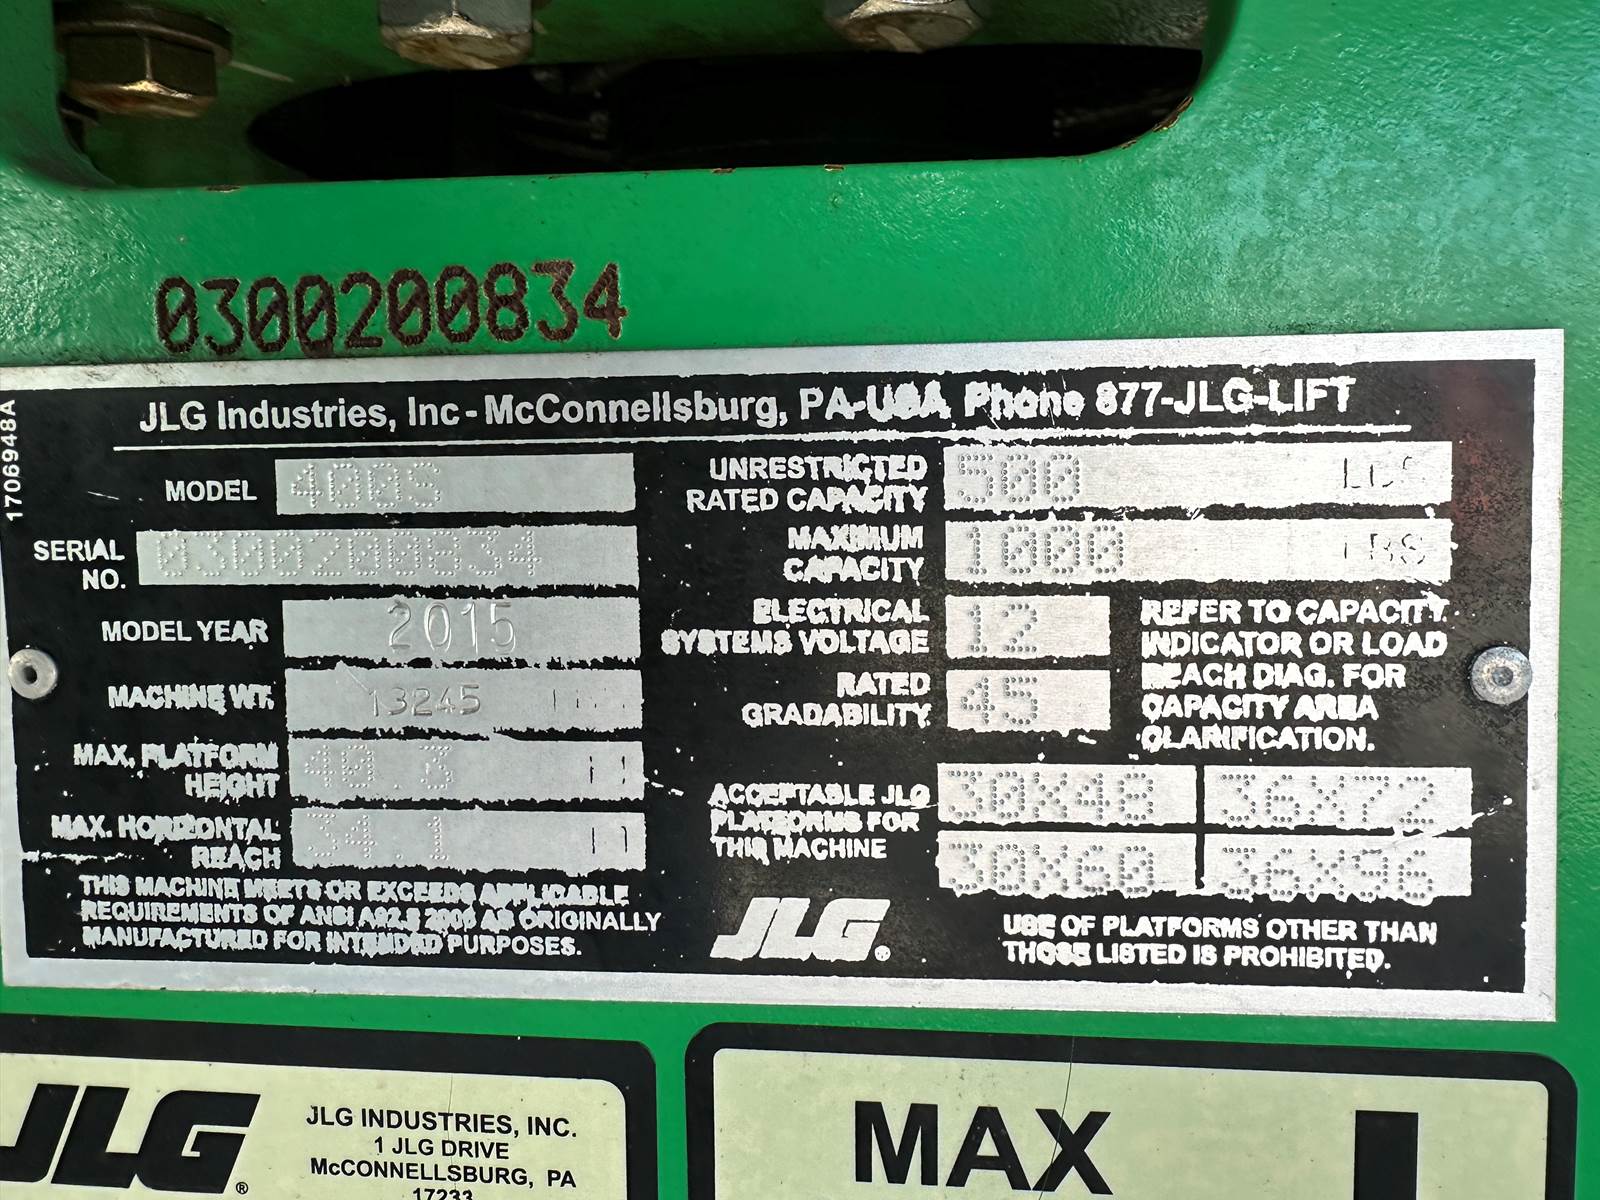 0300200834
1706948A
JLG Industries, Inc - McConnellsburg, PA-USA Phone 877-JLG-LIFT
MODEL 400S
SERIAL NO. 0300200834
MODEL YEAR 2015
MACHINE WT. 13245
MAX. PLATFORM HEIGHT 40.3
MAX. HORIZONTAL REACH 34.1
THIS MACHINE MEETS OR EXCEEDS APPLICABLE
REQUIREMENTS OF ANSI A92.5 2006 AS ORIGINALLY
MANUFACTURED FOR INTENDED PURPOSES.
UNRESTRICTED RATED CAPACITY 500 LBS
MAXIMUM CAPACITY 1000 LBS
ELECTRICAL SYSTEMS VOLTAGE 12
RATED GRADABILITY 45
REFER TO CAPACITY
INDICATOR OR LOAD
REACH DIAG. FOR
CAPACITY AREA
CLARIFICATION.
ACCEPTABLE JLG
PLATFORMS FOR
THIS MACHINE
30X48 36X72
30X60 36X96
JLG®
USE OF PLATFORMS OTHER THAN
THOSE LISTED IS PROHIBITED.
JLG®
JLG INDUSTRIES, INC.
1 JLG DRIVE
McCONNELLSBURG, PA
17233
MAX